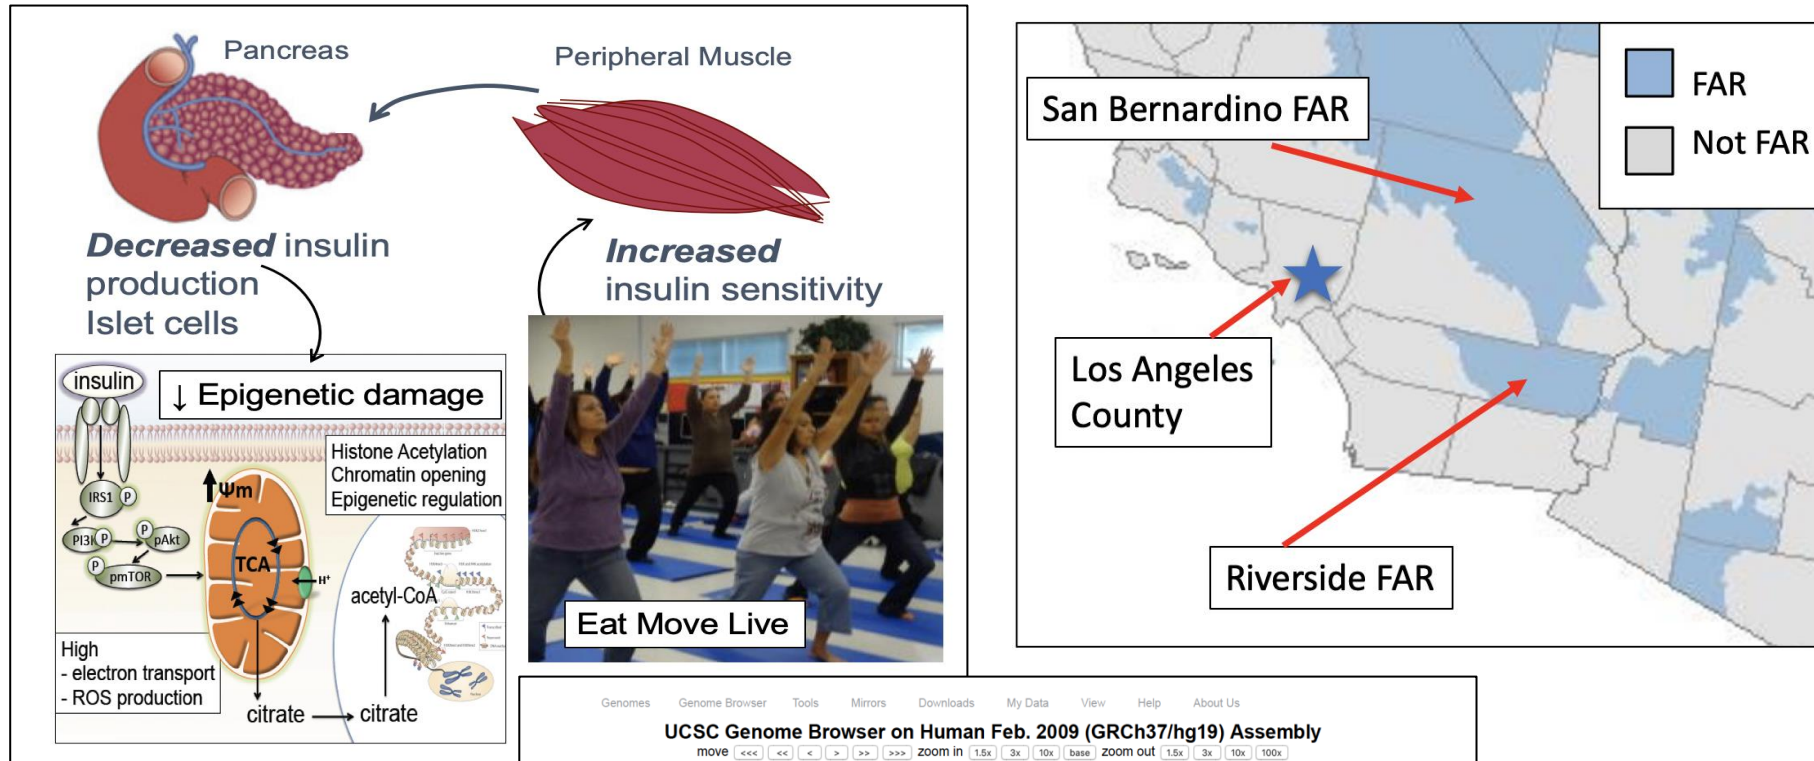 Pancreas
Peripheral Muscle
Decreased insulin
production
Islet cells
Increased
insulin sensitivity
insulin
↓ Epigenetic damage
Histone Acetylation
Chromatin opening
Epigenetic regulation
IRS1
P
PI3K
P
P
pAkt
P
pmTOR
Ψm
TCA
H+
acetyl-CoA
High
- electron transport
- ROS production
citrate
citrate
Eat Move Live
San Bernardino FAR
FAR
Not FAR
Los Angeles
County
Riverside FAR
Genomes Genome Browser Tools Mirrors Downloads My Data View Help About Us
UCSC Genome Browser on Human Feb. 2009 (GRCh37/hg19) Assembly
move <<< << < > >> >>> zoom in 1.5x 3x 10x base zoom out 1.5x 3x 10x 100x